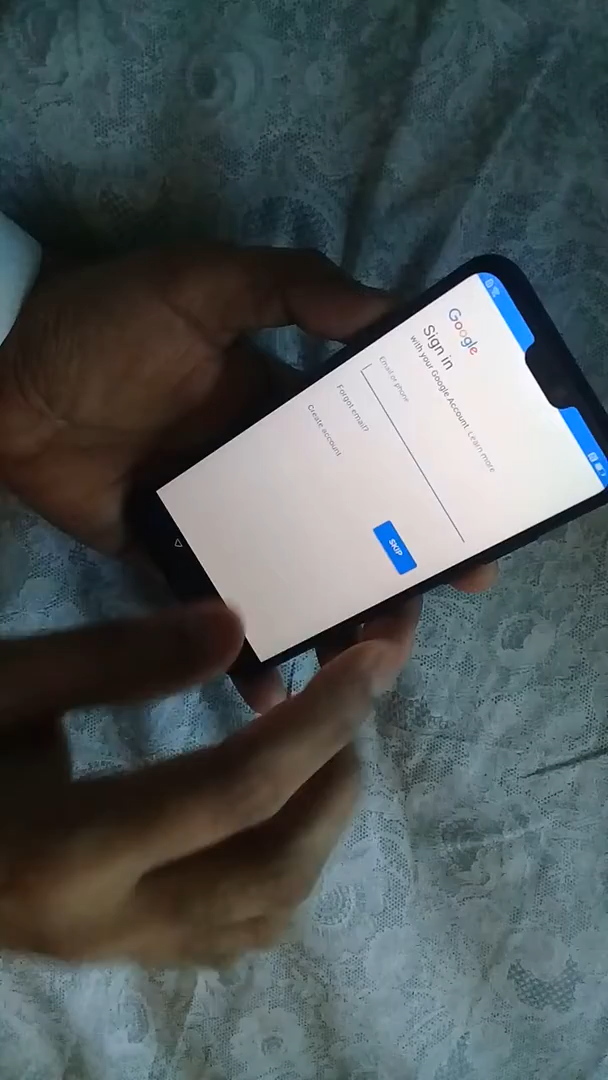 Google
Sign in
with your Google Account. Learn more
Email or phone
Forgot email?
Create account
SKIP